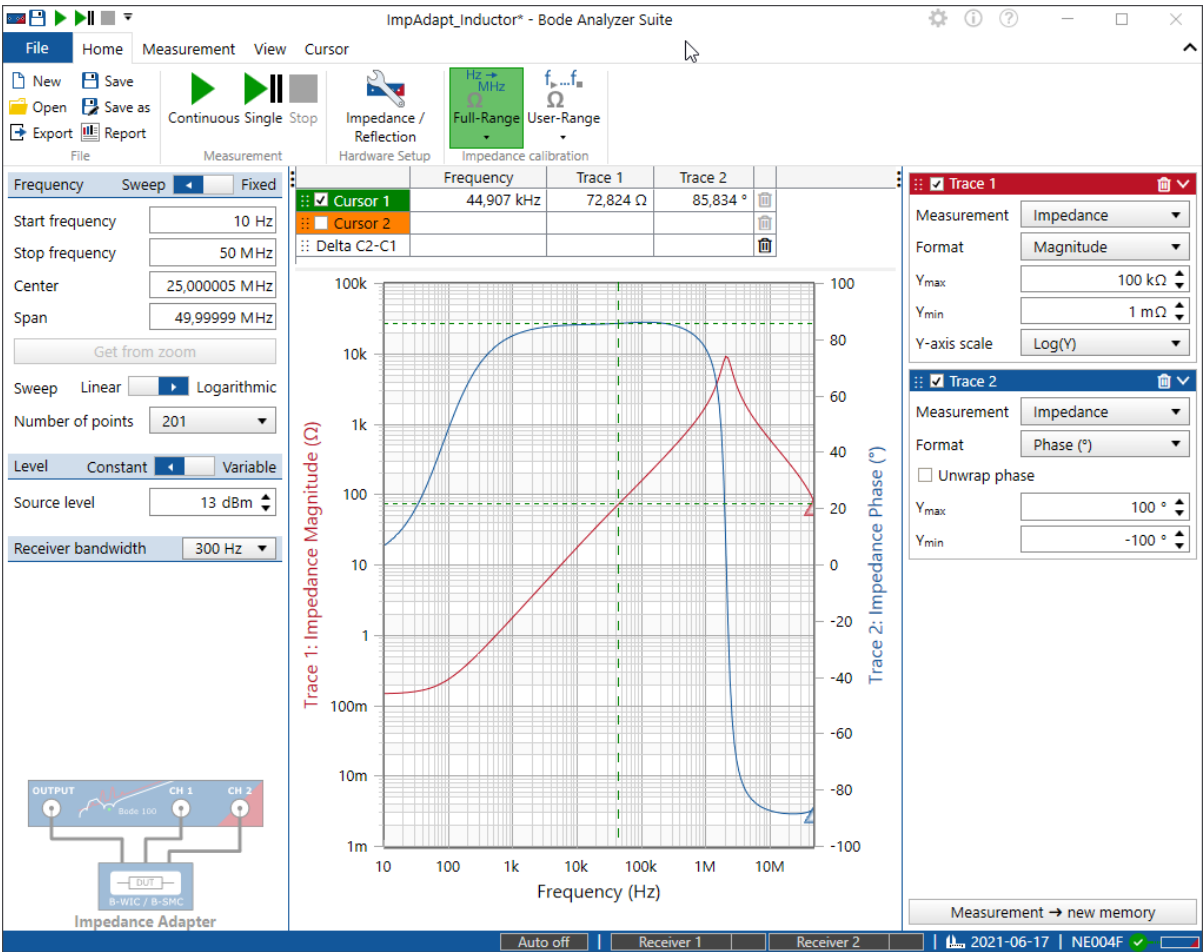 ImpAdapt_Inductor* - Bode Analyzer Suite
File Home Measurement View Cursor
New Save
Open Save as
Export Report
File
Continuous Single Stop
Measurement
Impedance / Reflection
Hardware Setup
Hz → MHz
Ω
Full-Range
f...f
Ω
User-Range
Impedance calibration
Frequency Sweep Fixed
Start frequency 10 Hz
Stop frequency 50 MHz
Center 25,000005 MHz
Span 49,99999 MHz
Get from zoom
Sweep Linear Logarithmic
Number of points 201
Level Constant Variable
Source level 13 dBm
Receiver bandwidth 300 Hz
OUTPUT CH 1 CH 2
Bode 100
DUT
B-WIC / B-SMC
Impedance Adapter
Frequency Trace 1 Trace 2
Cursor 1 44,907 kHz 72,824 Ω 85,834 °
Cursor 2
Delta C2-C1
Trace 1: Impedance Magnitude (Ω)
100k
10k
1k
100
10
1
100m
10m
1m
100
80
60
40
20
0
-20
-40
-60
-80
-100
Trace 2: Impedance Phase (°)
10 100 1k 10k 100k 1M 10M
Frequency (Hz)
Trace 1
Measurement Impedance
Format Magnitude
Ymax 100 kΩ
Ymin 1 mΩ
Y-axis scale Log(Y)
Trace 2
Measurement Impedance
Format Phase (°)
Unwrap phase
Ymax 100 °
Ymin -100 °
Measurement → new memory
Auto off | Receiver 1 Receiver 2 | 2021-06-17 | NE004F